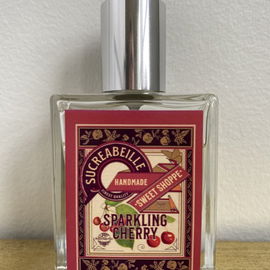 SUCREABEILLE
HANDMADE
SWEET SHOPPE
SPARKLING
CHERRY